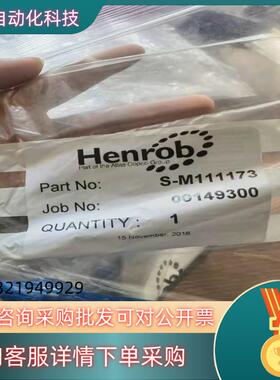 自动化科技
Henrob
Part of the Atlas Copco Group
Part No: S-M111173
Job No: 00149300
QUANTITY: 1
15 November, 2018
321949929
咨询采购批发可对公开票
客服详情下单采购